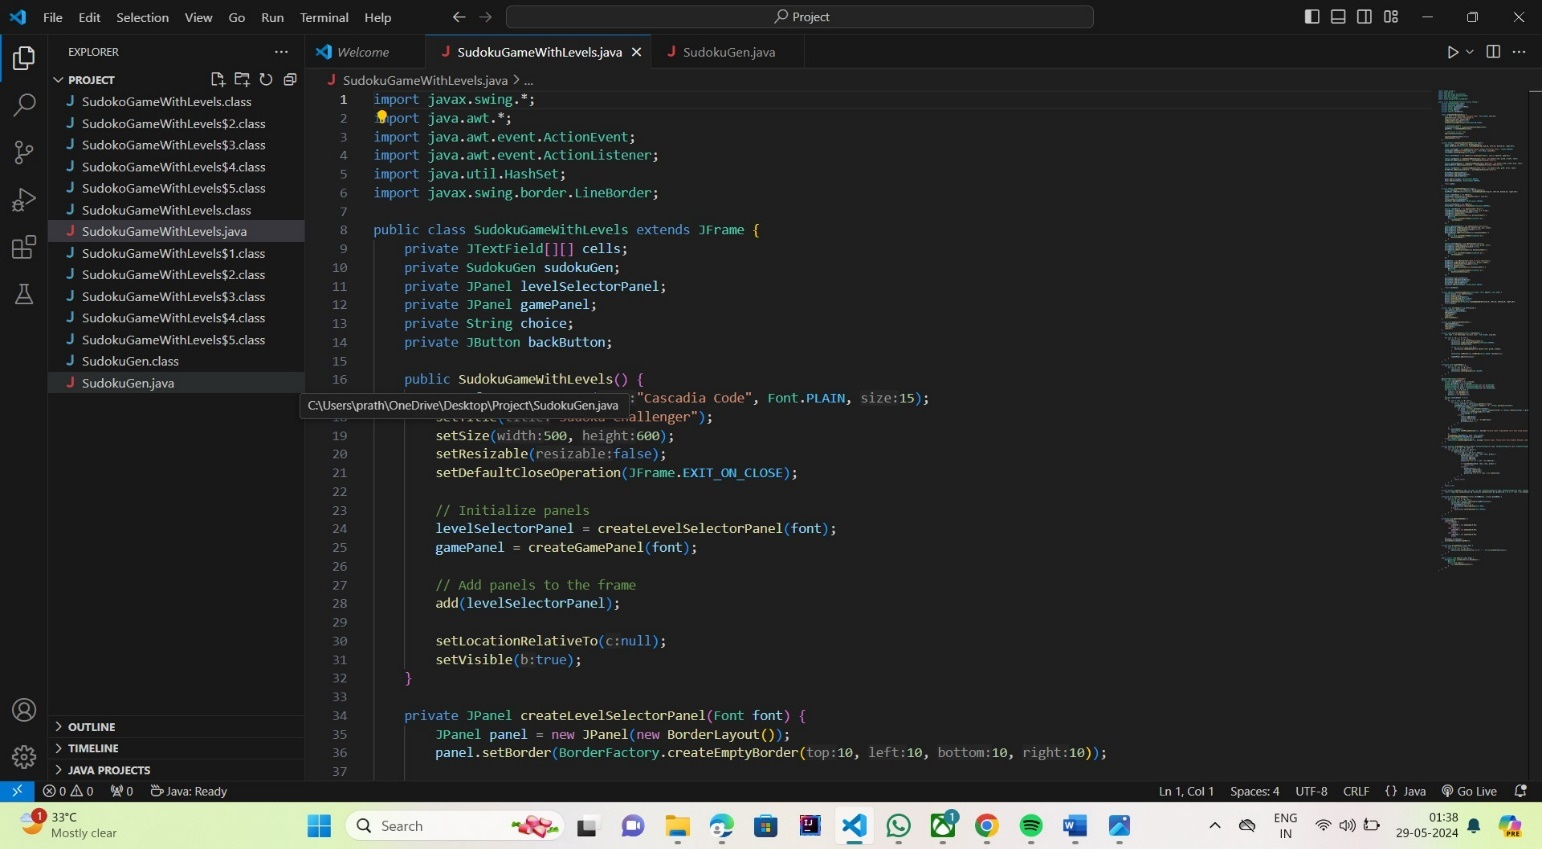 File Edit Selection View Go Run Terminal Help
Project
EXPLORER
Welcome
SudokuGameWithLevels.java
SudokuGen.java
PROJECT
SudokoGameWithLevels.class
SudokoGameWithLevels$2.class
SudokoGameWithLevels$3.class
SudokoGameWithLevels$4.class
SudokoGameWithLevels$5.class
SudokuGameWithLevels.class
SudokuGameWithLevels.java
SudokuGameWithLevels$1.class
SudokuGameWithLevels$2.class
SudokuGameWithLevels$3.class
SudokuGameWithLevels$4.class
SudokuGameWithLevels$5.class
SudokuGen.class
SudokuGen.java
OUTLINE
TIMELINE
JAVA PROJECTS
SudokuGameWithLevels.java > ...
1 import javax.swing.*;
2 import java.awt.*;
3 import java.awt.event.ActionEvent;
4 import java.awt.event.ActionListener;
5 import java.util.HashSet;
6 import javax.swing.border.LineBorder;
7
8 public class SudokuGameWithLevels extends JFrame {
9 private JTextField[][] cells;
10 private SudokuGen sudokuGen;
11 private JPanel levelSelectorPanel;
12 private JPanel gamePanel;
13 private String choice;
14 private JButton backButton;
15
16 public SudokuGameWithLevels() {
:"Cascadia Code", Font.PLAIN, size:15);
C:\Users\prath\OneDrive\Desktop\Project\SudokuGen.java
18 setTitle(title:"Sudoku Challenger");
19 setSize(width:500, height:600);
20 setResizable(resizable:false);
21 setDefaultCloseOperation(JFrame.EXIT_ON_CLOSE);
22
23 // Initialize panels
24 levelSelectorPanel = createLevelSelectorPanel(font);
25 gamePanel = createGamePanel(font);
26
27 // Add panels to the frame
28 add(levelSelectorPanel);
29
30 setLocationRelativeTo(c:null);
31 setVisible(b:true);
32 }
33
34 private JPanel createLevelSelectorPanel(Font font) {
35 JPanel panel = new JPanel(new BorderLayout());
36 panel.setBorder(BorderFactory.createEmptyBorder(top:10, left:10, bottom:10, right:10));
37
0 0 0 Java: Ready Ln 1, Col 1 Spaces: 4 UTF-8 CRLF {} Java Go Live
1 33°C
Mostly clear
Search
1
ENG
IN
01:38
29-05-2024
PRE